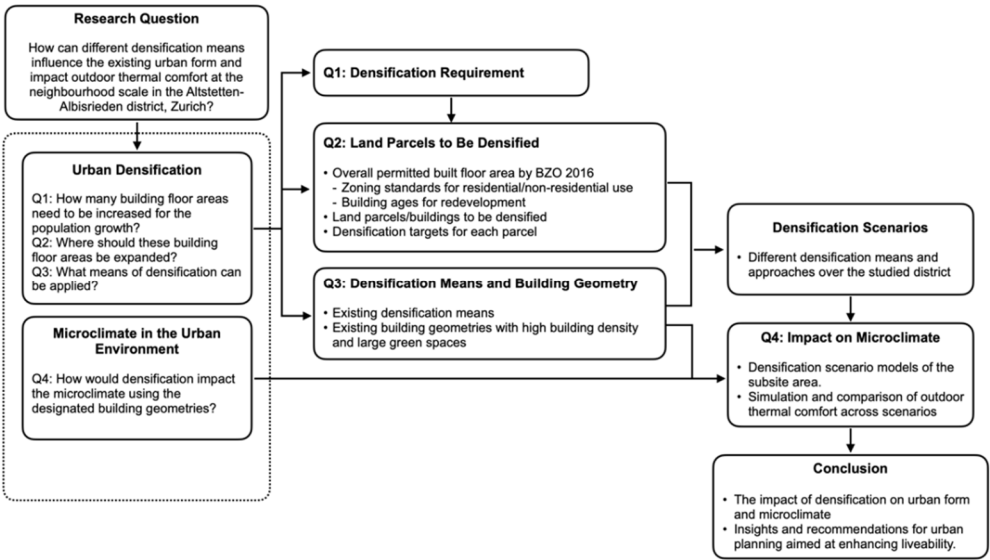 Research Question
How can different densification means
influence the existing urban form and
impact outdoor thermal comfort at the
neighbourhood scale in the Altstetten-
Albisrieden district, Zurich?
Urban Densification
Q1: How many building floor areas
need to be increased for the
population growth?
Q2: Where should these building
floor areas be expanded?
Q3: What means of densification can
be applied?
Microclimate in the Urban
Environment
Q4: How would densification impact
the microclimate using the
designated building geometries?
Q1: Densification Requirement
Q2: Land Parcels to Be Densified
• Overall permitted built floor area by BZO 2016
- Zoning standards for residential/non-residential use
- Building ages for redevelopment
• Land parcels/buildings to be densified
• Densification targets for each parcel
Q3: Densification Means and Building Geometry
• Existing densification means
• Existing building geometries with high building density
and large green spaces
Densification Scenarios
• Different densification means and
approaches over the studied district
Q4: Impact on Microclimate
• Densification scenario models of the
subsite area.
• Simulation and comparison of outdoor
thermal comfort across scenarios
Conclusion
• The impact of densification on urban form
and microclimate
• Insights and recommendations for urban
planning aimed at enhancing liveability.